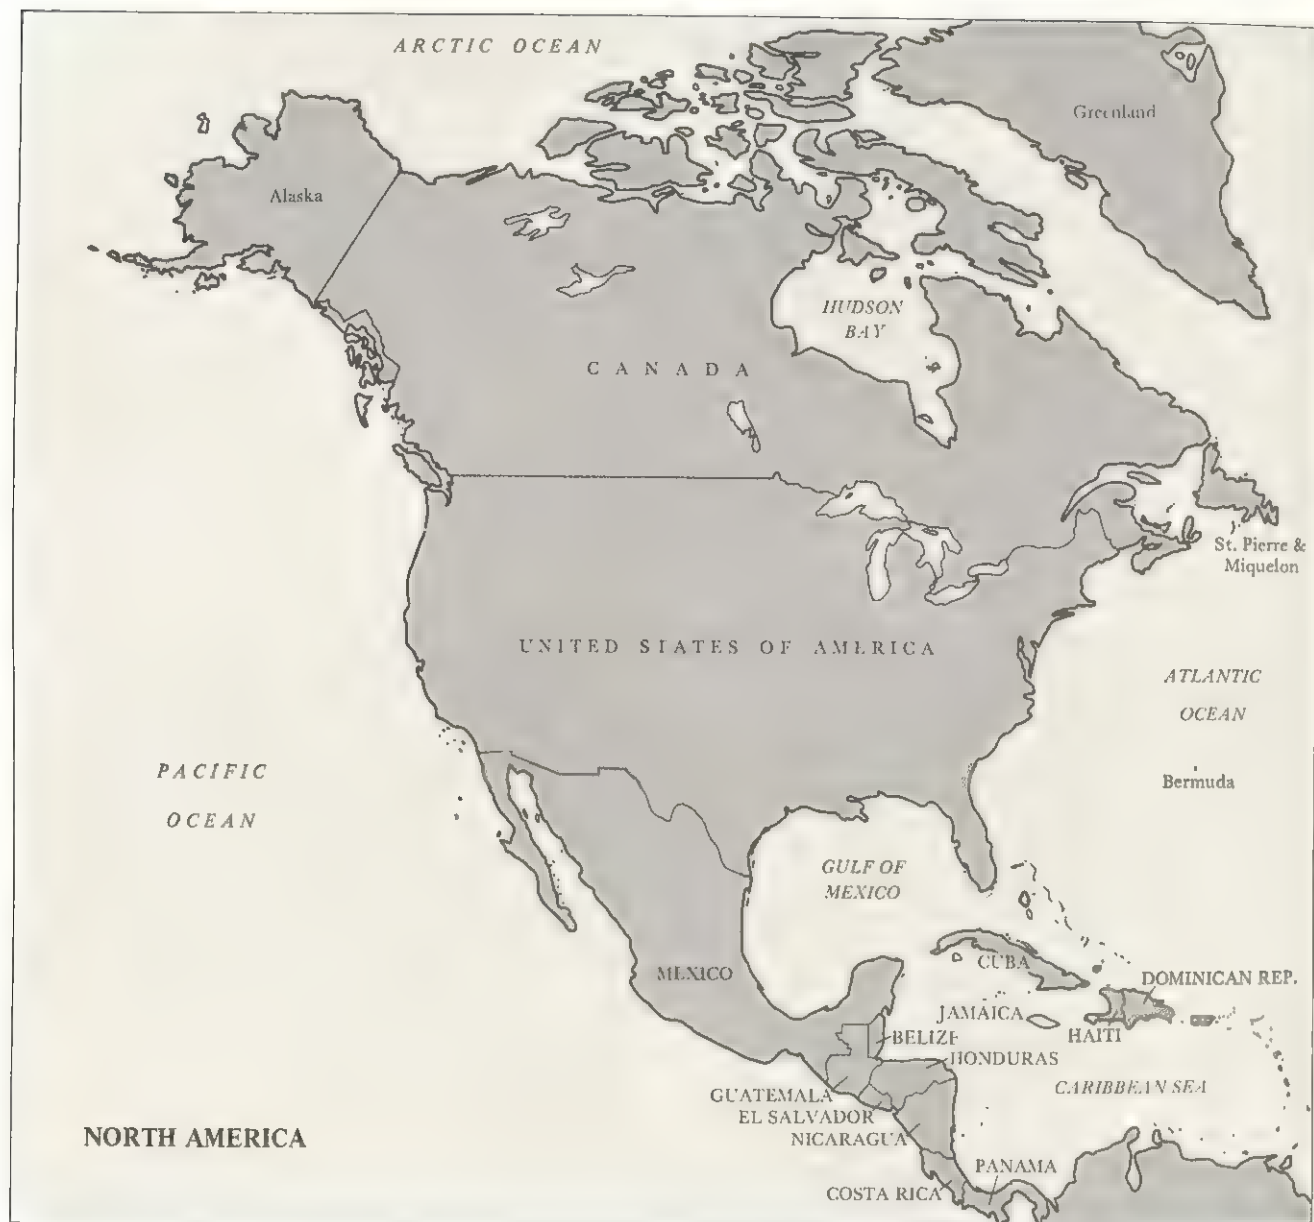 ARCTIC OCEAN
Greenland
Alaska
HUDSON
BAY
CANADA
St. Pierre &
Miquelon
UNITED STATES OF AMERICA
ATLANTIC
OCEAN
PACIFIC
OCEAN
Bermuda
GULF OF
MEXICO
MEXICO
CUBA
DOMINICAN REP.
JAMAICA
HAITI
BELIZE
HONDURAS
CARIBBEAN SEA
GUATEMALA
EL SALVADOR
NICARAGUA
NORTH AMERICA
PANAMA
COSTA RICA